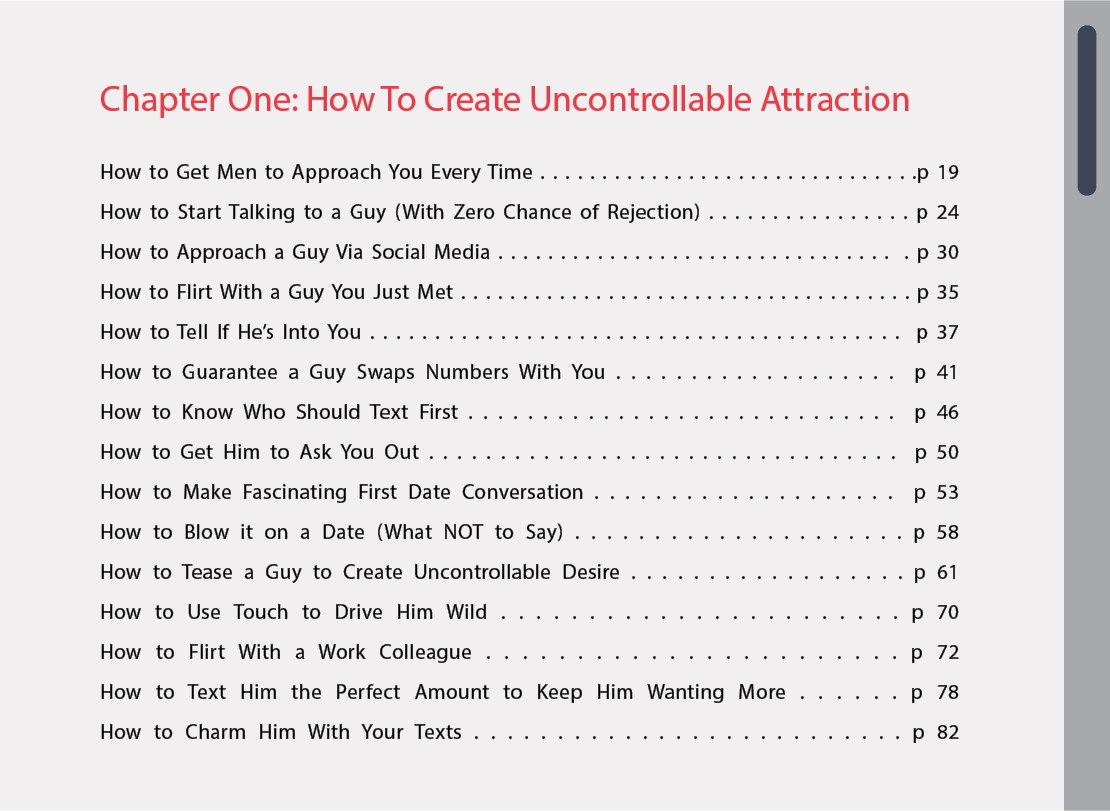 Chapter One: How To Create Uncontrollable Attraction
How to Get Men to Approach You Every Time . . . . . . . . . . . . . . . . . . . . . . . . . . . . . . .p 19
How to Start Talking to a Guy (With Zero Chance of Rejection) . . . . . . . . . . . . . . . . p 24
How to Approach a Guy Via Social Media . . . . . . . . . . . . . . . . . . . . . . . . . . . . . . . . p 30
How to Flirt With a Guy You Just Met . . . . . . . . . . . . . . . . . . . . . . . . . . . . . . . . . . . . p 35
How to Tell If He’s Into You . . . . . . . . . . . . . . . . . . . . . . . . . . . . . . . . . . . . . . . . . p 37
How to Guarantee a Guy Swaps Numbers With You . . . . . . . . . . . . . . . . . . . p 41
How to Know Who Should Text First . . . . . . . . . . . . . . . . . . . . . . . . . . . . p 46
How to Get Him to Ask You Out . . . . . . . . . . . . . . . . . . . . . . . . . . . . . . . . p 50
How to Make Fascinating First Date Conversation . . . . . . . . . . . . . . . . . . . p 53
How to Blow it on a Date (What NOT to Say) . . . . . . . . . . . . . . . . . . . . . p 58
How to Tease a Guy to Create Uncontrollable Desire . . . . . . . . . . . . . . . . . p 61
How to Use Touch to Drive Him Wild . . . . . . . . . . . . . . . . . . . . . . . p 70
How to Flirt With a Work Colleague . . . . . . . . . . . . . . . . . . . . . . p 72
How to Text Him the Perfect Amount to Keep Him Wanting More . . . . . . p 78
How to Charm Him With Your Texts . . . . . . . . . . . . . . . . . . . . . . . . . . p 82